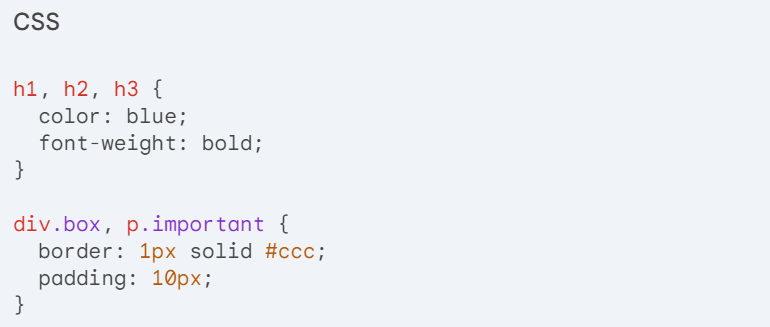 CSS
h1, h2, h3 {
  color: blue;
  font-weight: bold;
}
div.box, p.important {
  border: 1px solid #ccc;
  padding: 10px;
}